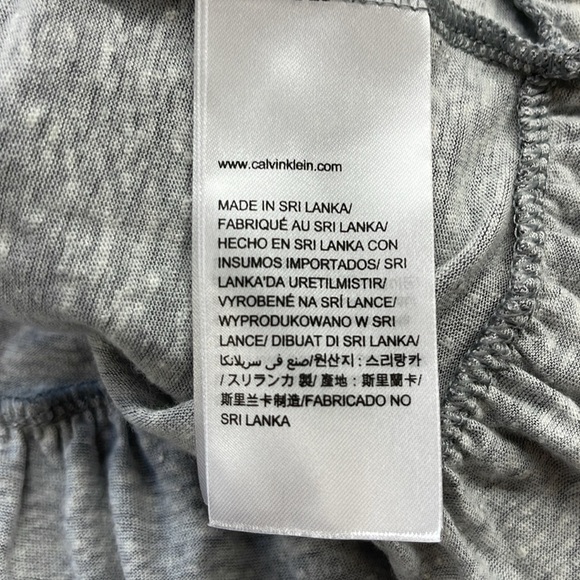 www.calvinklein.com
MADE IN SRI LANKA/
FABRIQUÉ AU SRI LANKA/
HECHO EN SRI LANKA CON
INSUMOS IMPORTADOS/ SRI
LANKA'DA URETILMISTIR/
VYROBENÉ NA SRÍ LANCE/
WYPRODUKOWANO W SRI
LANCE/ DIBUAT DI SRI LANKA/
صنع في سريلانكا/원산지 : 스리랑카
/スリランカ 製/ 產地 : 斯里蘭卡/
斯里兰卡制造/FABRICADO NO
SRI LANKA